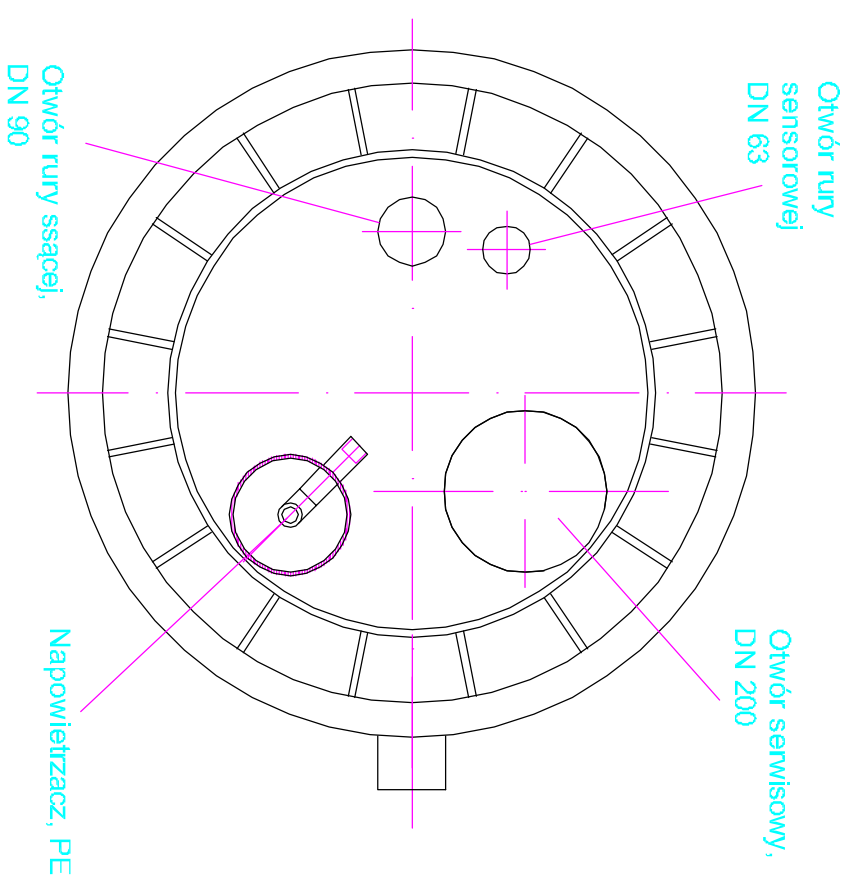 Otwór rury
sensorowej
DN 63
Otwór rury ssącej,
DN 90
Otwór serwisowy,
DN 200
Napowietrzacz, PE